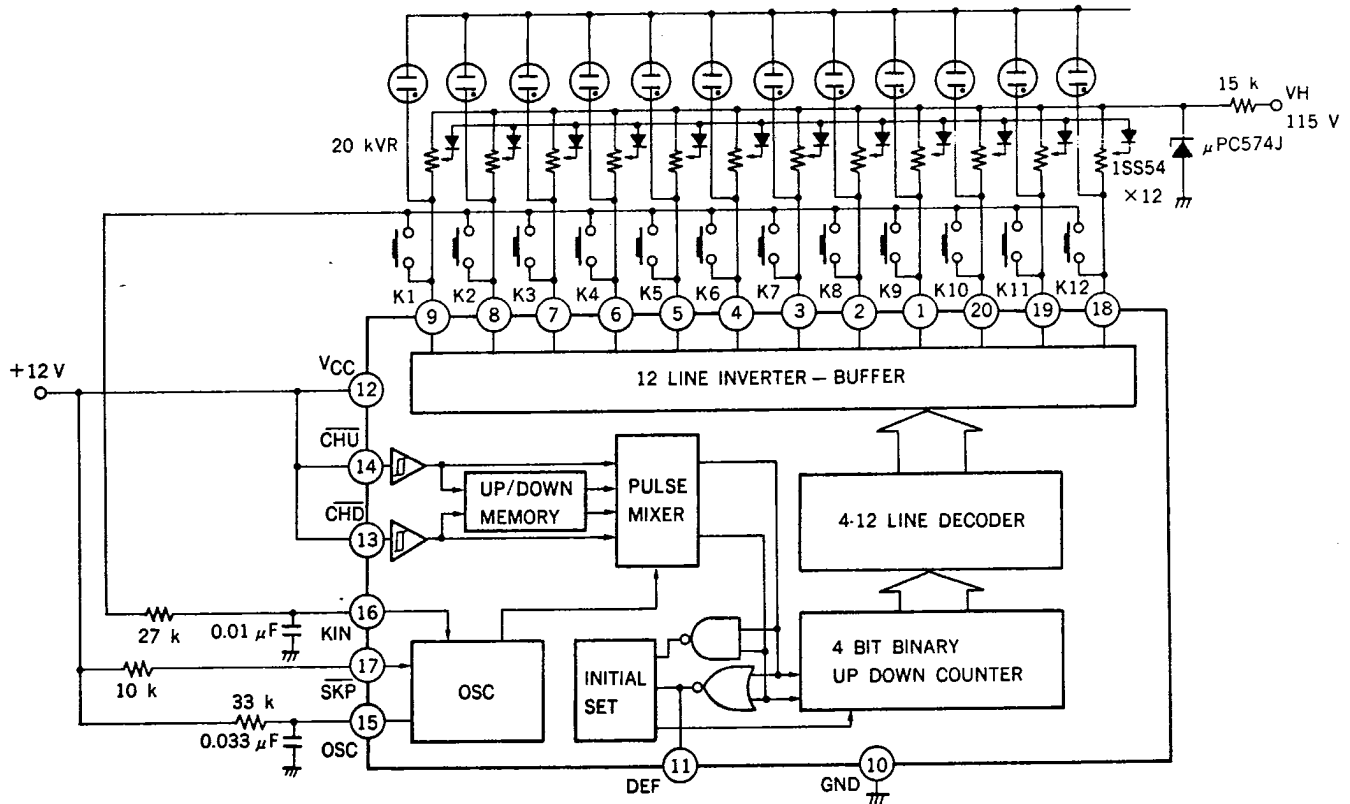 15 k
VH
115 V
20 kVR
μPC574J
1SS54
×12
K1 K2 K3 K4 K5 K6 K7 K8 K9 K10 K11 K12
9 8 7 6 5 4 3 2 1 20 19 18
+12 V
VCC
12
12 LINE INVERTER – BUFFER
CHU
14
UP/DOWN
MEMORY
PULSE
MIXER
4-12 LINE DECODER
CHD
13
16
KIN
27 k
0.01 μF
17
SKP
10 k
OSC
INITIAL
SET
4 BIT BINARY
UP DOWN COUNTER
33 k
0.033 μF
15
OSC
DEF
11
GND
10